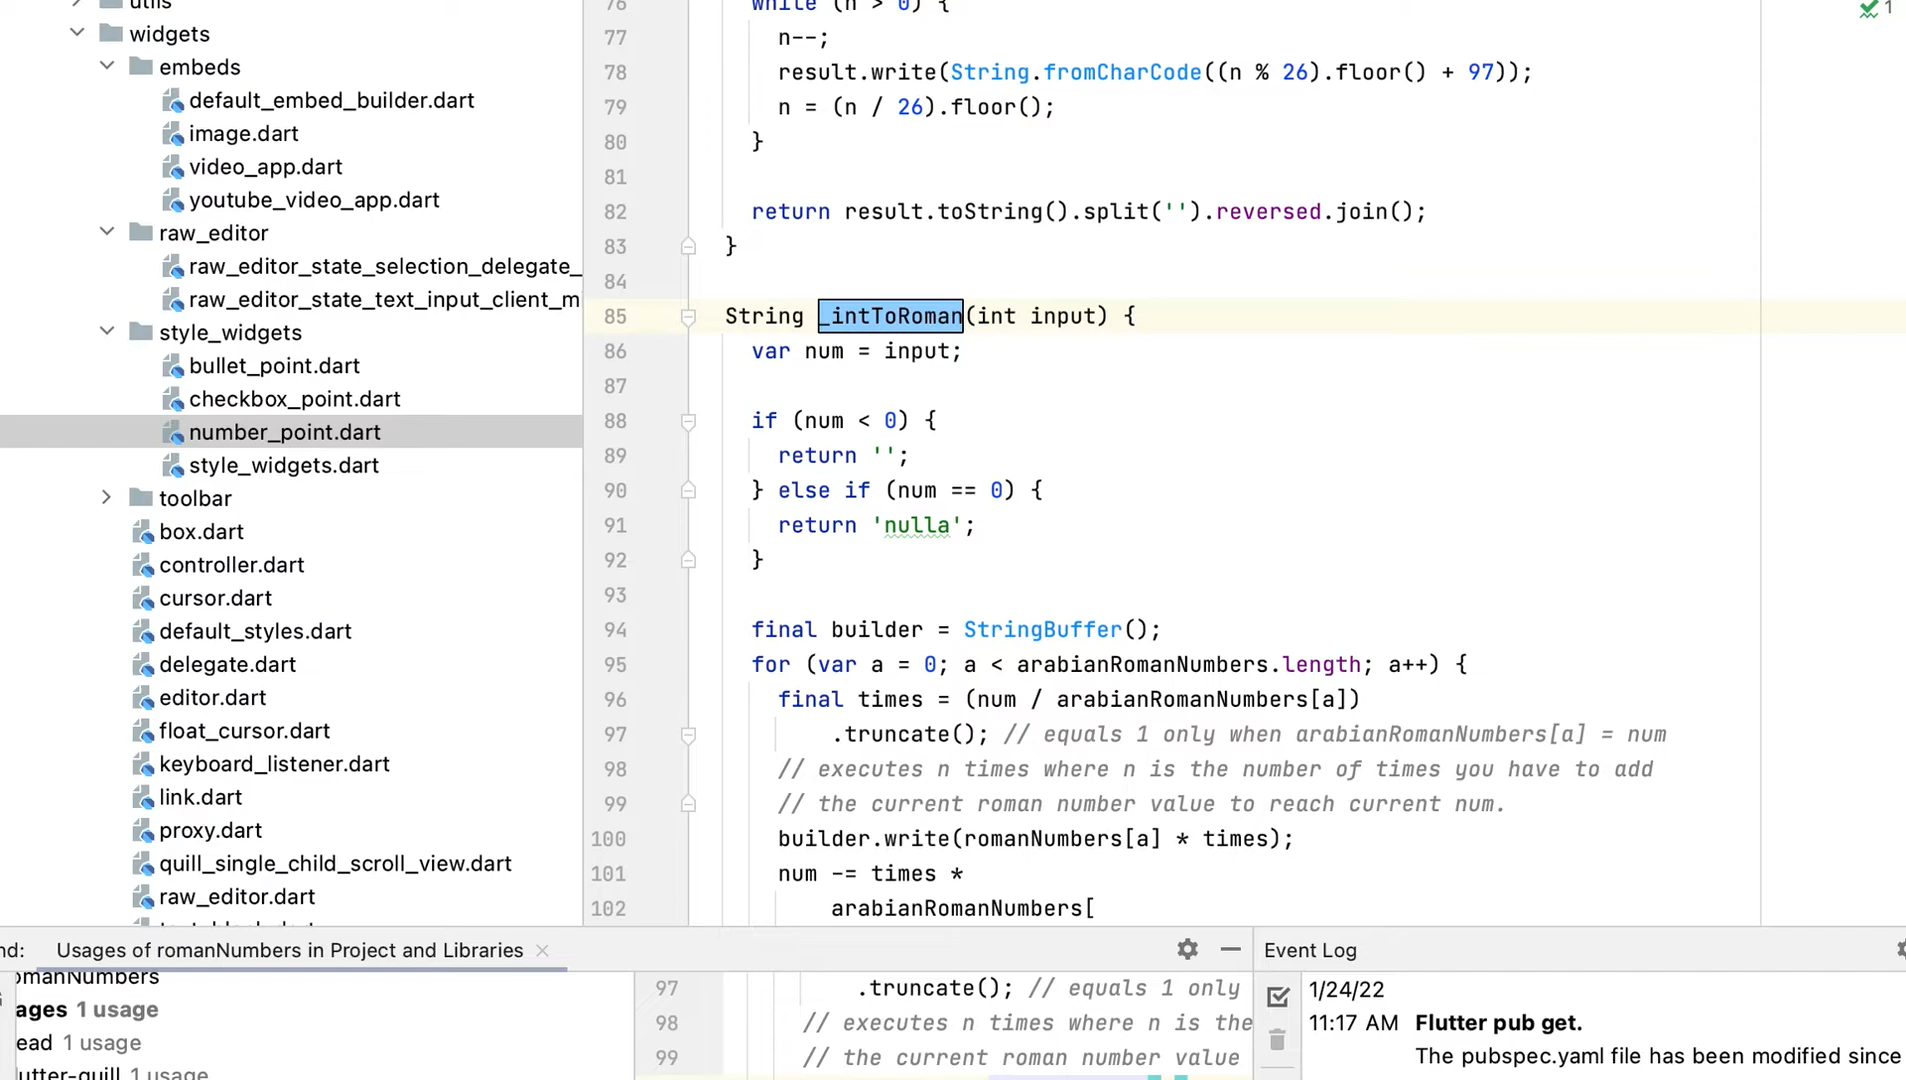 utils
widgets
embeds
default_embed_builder.dart
image.dart
video_app.dart
youtube_video_app.dart
raw_editor
raw_editor_state_selection_delegate_
raw_editor_state_text_input_client_m
style_widgets
bullet_point.dart
checkbox_point.dart
number_point.dart
style_widgets.dart
toolbar
box.dart
controller.dart
cursor.dart
default_styles.dart
delegate.dart
editor.dart
float_cursor.dart
keyboard_listener.dart
link.dart
proxy.dart
quill_single_child_scroll_view.dart
raw_editor.dart
76 while (n > 0) {
77 n--;
78 result.write(String.fromCharCode((n % 26).floor() + 97));
79 n = (n / 26).floor();
80 }
81
82 return result.toString().split('').reversed.join();
83 }
84
85 String _intToRoman(int input) {
86 var num = input;
87
88 if (num < 0) {
89 return '';
90 } else if (num == 0) {
91 return 'nulla';
92 }
93
94 final builder = StringBuffer();
95 for (var a = 0; a < arabianRomanNumbers.length; a++) {
96 final times = (num / arabianRomanNumbers[a])
97 .truncate(); // equals 1 only when arabianRomanNumbers[a] = num
98 // executes n times where n is the number of times you have to add
99 // the current roman number value to reach current num.
100 builder.write(romanNumbers[a] * times);
101 num -= times *
102 arabianRomanNumbers[
1
nd: Usages of romanNumbers in Project and Libraries
omanNumbers
ages 1 usage
ead 1 usage
utter-quill 1 usage
97 .truncate(); // equals 1 only
98 // executes n times where n is the
99 // the current roman number value
Event Log
1/24/22
11:17 AM Flutter pub get.
The pubspec.yaml file has been modified since